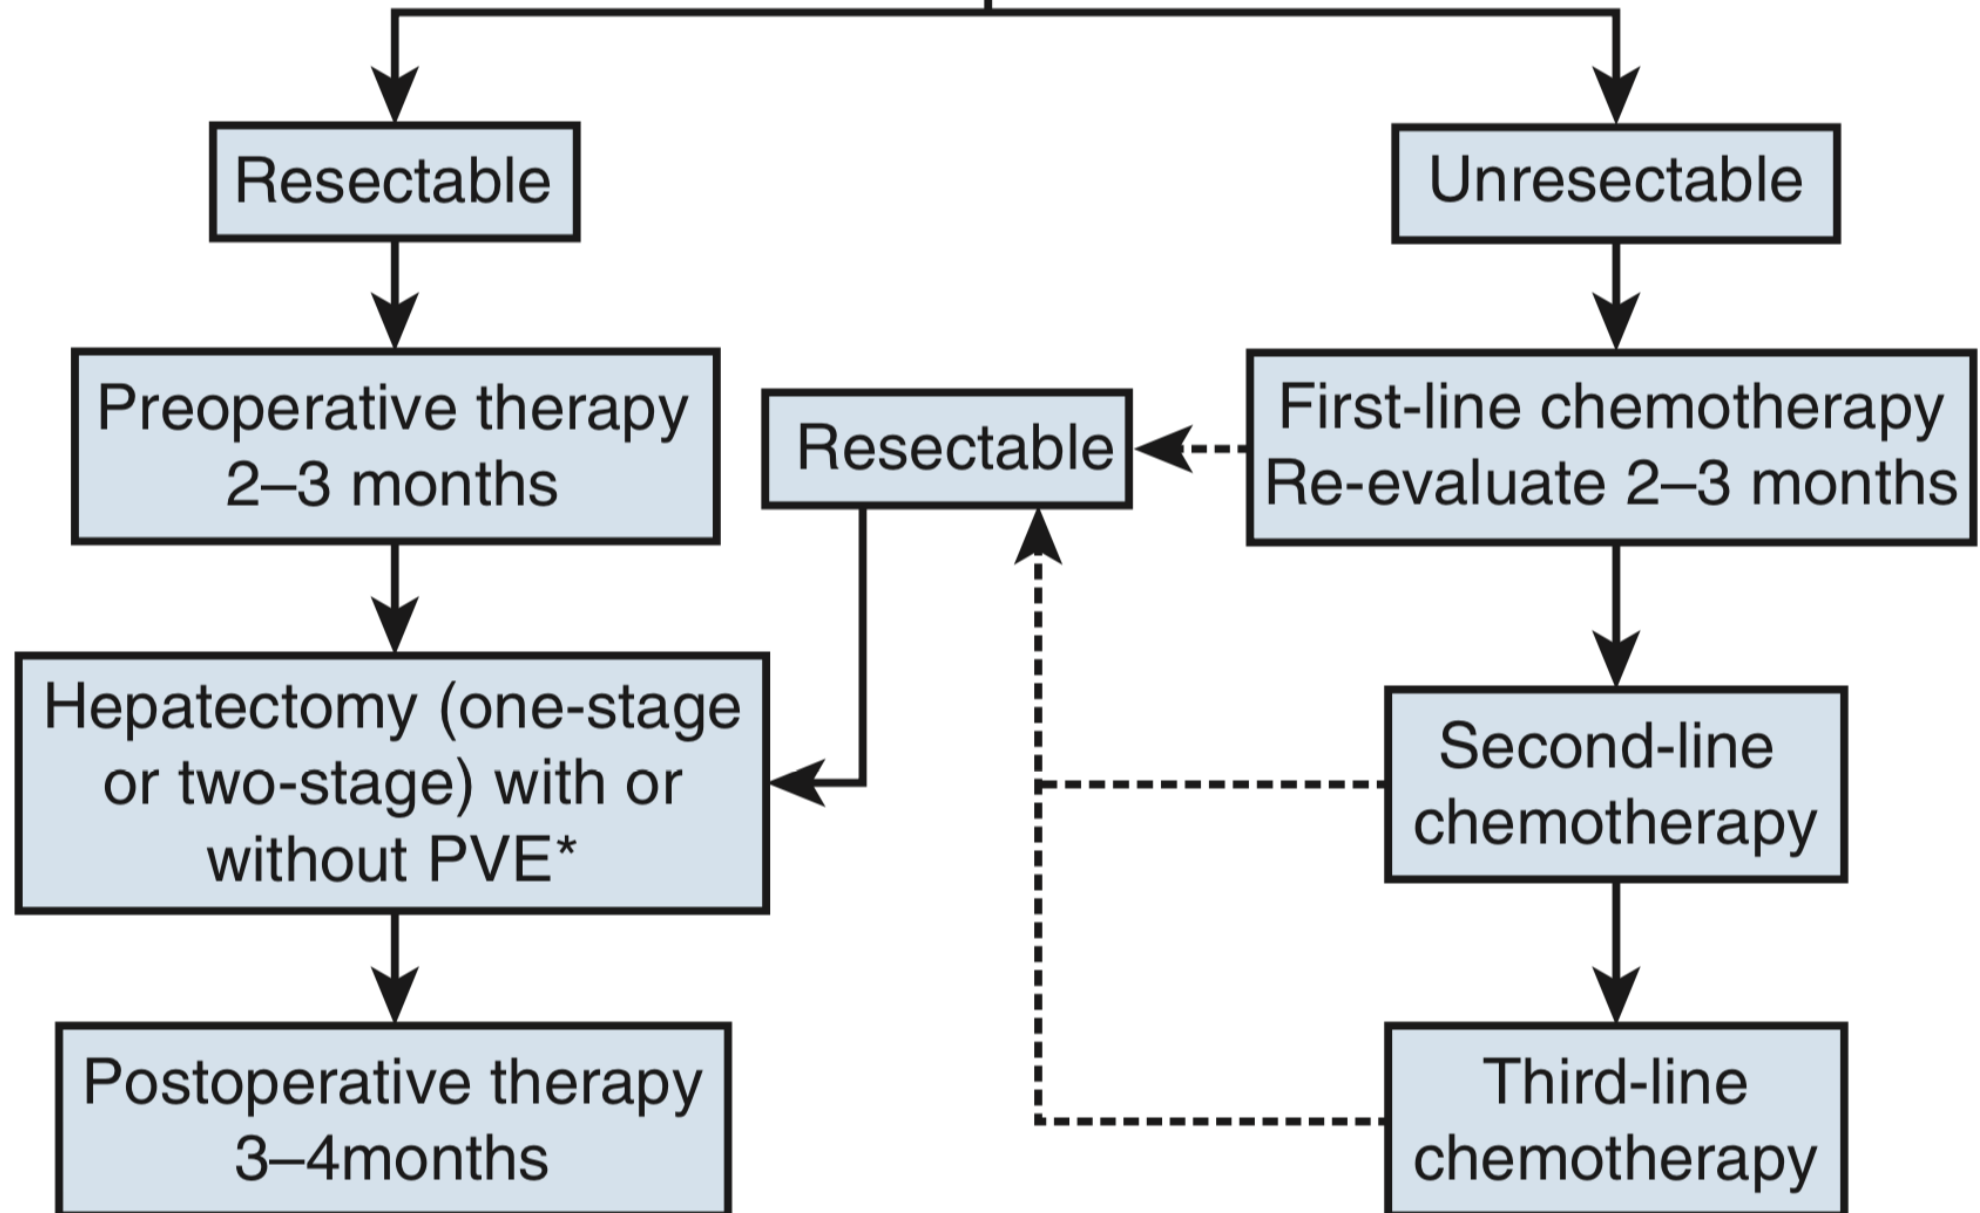 Resectable
Unresectable
Preoperative therapy
2–3 months
Resectable
First-line chemotherapy
Re-evaluate 2–3 months
Hepatectomy (one-stage
or two-stage) with or
without PVE*
Second-line
chemotherapy
Postoperative therapy
3–4months
Third-line
chemotherapy